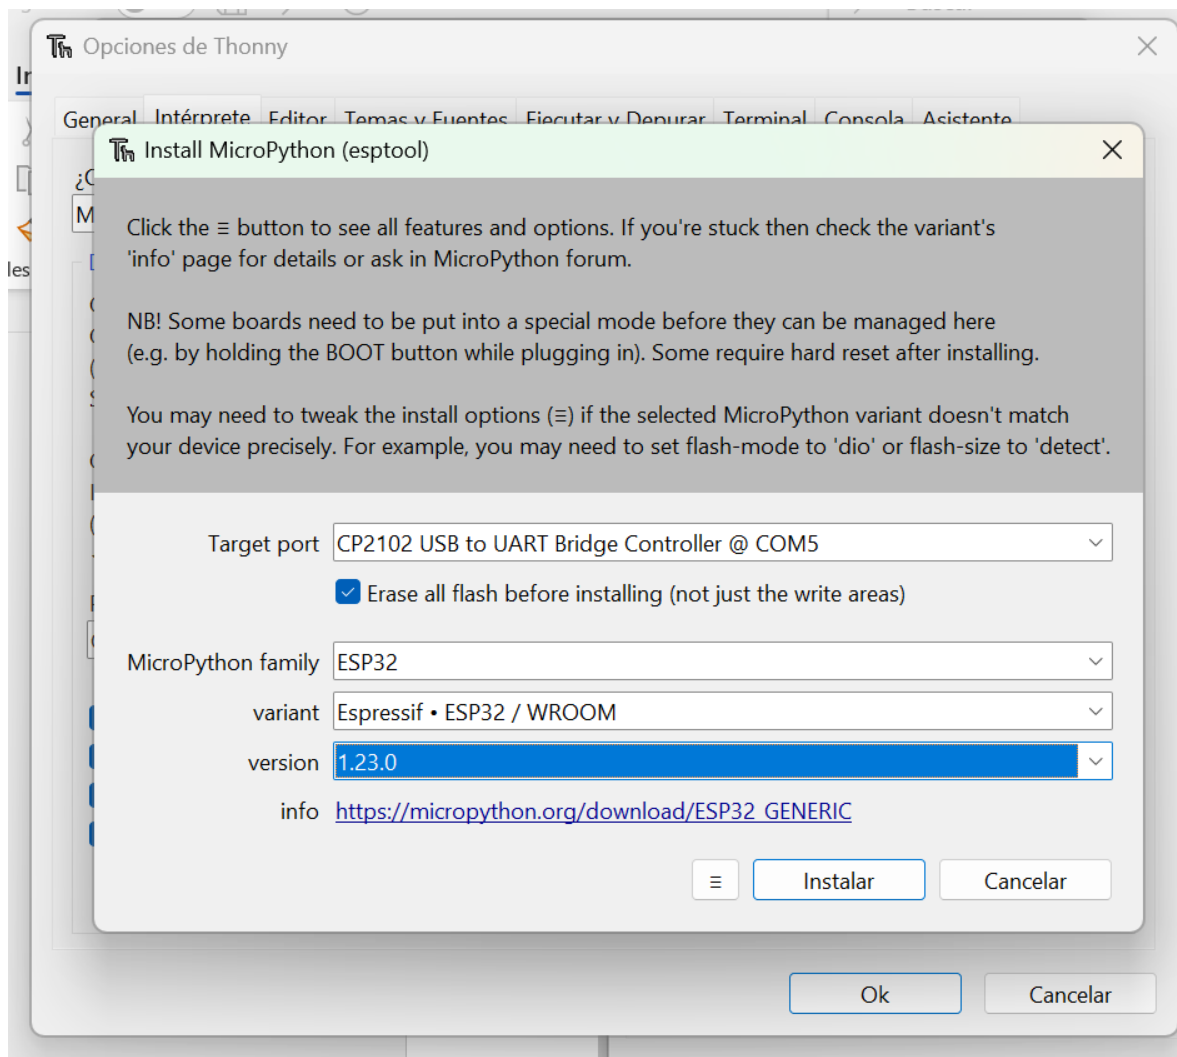 Opciones de Thonny
General Intérprete Editor Temas y Fuentes Ejecutar y Depurar Terminal Consola Asistente
Install MicroPython (esptool)
Click the ≡ button to see all features and options. If you're stuck then check the variant's
'info' page for details or ask in MicroPython forum.
NB! Some boards need to be put into a special mode before they can be managed here
(e.g. by holding the BOOT button while plugging in). Some require hard reset after installing.
You may need to tweak the install options (≡) if the selected MicroPython variant doesn't match
your device precisely. For example, you may need to set flash-mode to 'dio' or flash-size to 'detect'.
Target port CP2102 USB to UART Bridge Controller @ COM5
Erase all flash before installing (not just the write areas)
MicroPython family ESP32
variant Espressif • ESP32 / WROOM
version 1.23.0
info https://micropython.org/download/ESP32_GENERIC
≡ Instalar Cancelar
Ok Cancelar